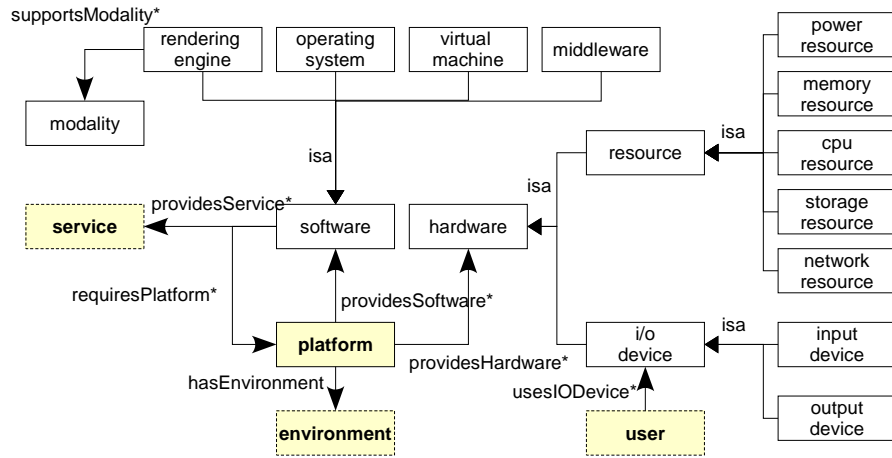 supportsModality*
rendering
engine
operating
system
virtual
machine
middleware
power
resource
modality
memory
resource
isa
resource
isa
cpu
resource
isa
providesService*
service
software
hardware
storage
resource
network
resource
requiresPlatform*
providesSoftware*
platform
providesHardware*
i/o
device
isa
input
device
hasEnvironment
usesIODevice*
environment
user
output
device